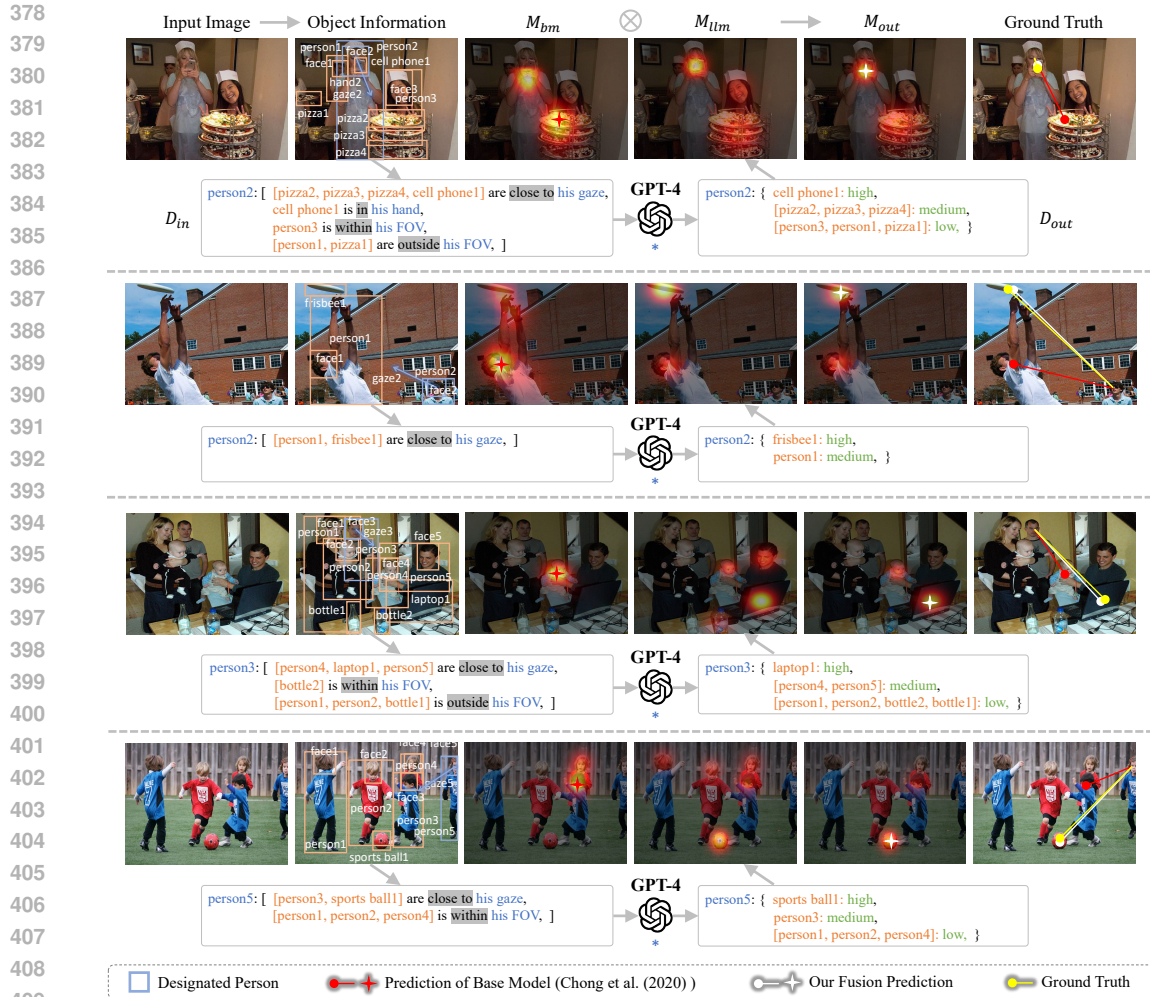 378
379
380
381
382
383
384
385
386
387
388
389
390
391
392
393
394
395
396
397
398
399
400
401
402
403
404
405
406
407
408
Input Image
Object Information
M_bm
⊗
M_llm
M_out
Ground Truth
person1
face2
person2
face1
cell phone1
hand2
gaze2
face3
person3
pizza1
pizza2
pizza3
pizza4
D_in
person2: [ [pizza2, pizza3, pizza4, cell phone1] are close to his gaze,
cell phone1 is in his hand,
person3 is within his FOV,
[person1, pizza1] are outside his FOV, ]
GPT-4
*
person2: { cell phone1: high,
[pizza2, pizza3, pizza4]: medium,
[person3, person1, pizza1]: low, }
D_out
frisbee1
person1
face1
gaze2
person2
face2
person2: [ [person1, frisbee1] are close to his gaze, ]
GPT-4
*
person2: { frisbee1: high,
person1: medium, }
face1
face3
person1
gaze3
face5
face2
person3
face4
person2
person4
person5
laptop1
bottle1
bottle2
person3: [ [person4, laptop1, person5] are close to his gaze,
[bottle2] is within his FOV,
[person1, person2, bottle1] is outside his FOV, ]
GPT-4
*
person3: { laptop1: high,
[person4, person5]: medium,
[person1, person2, bottle2, bottle1]: low, }
face1
face2
face4
face5
person4
gaze5
person2
face3
person3
person5
person1
sports ball1
person5: [ [person3, sports ball1] are close to his gaze,
[person1, person2, person4] is within his FOV, ]
GPT-4
*
person5: { sports ball1: high,
person3: medium,
[person1, person2, person4]: low, }
Designated Person
Prediction of Base Model (Chong et al. (2020) )
Our Fusion Prediction
Ground Truth